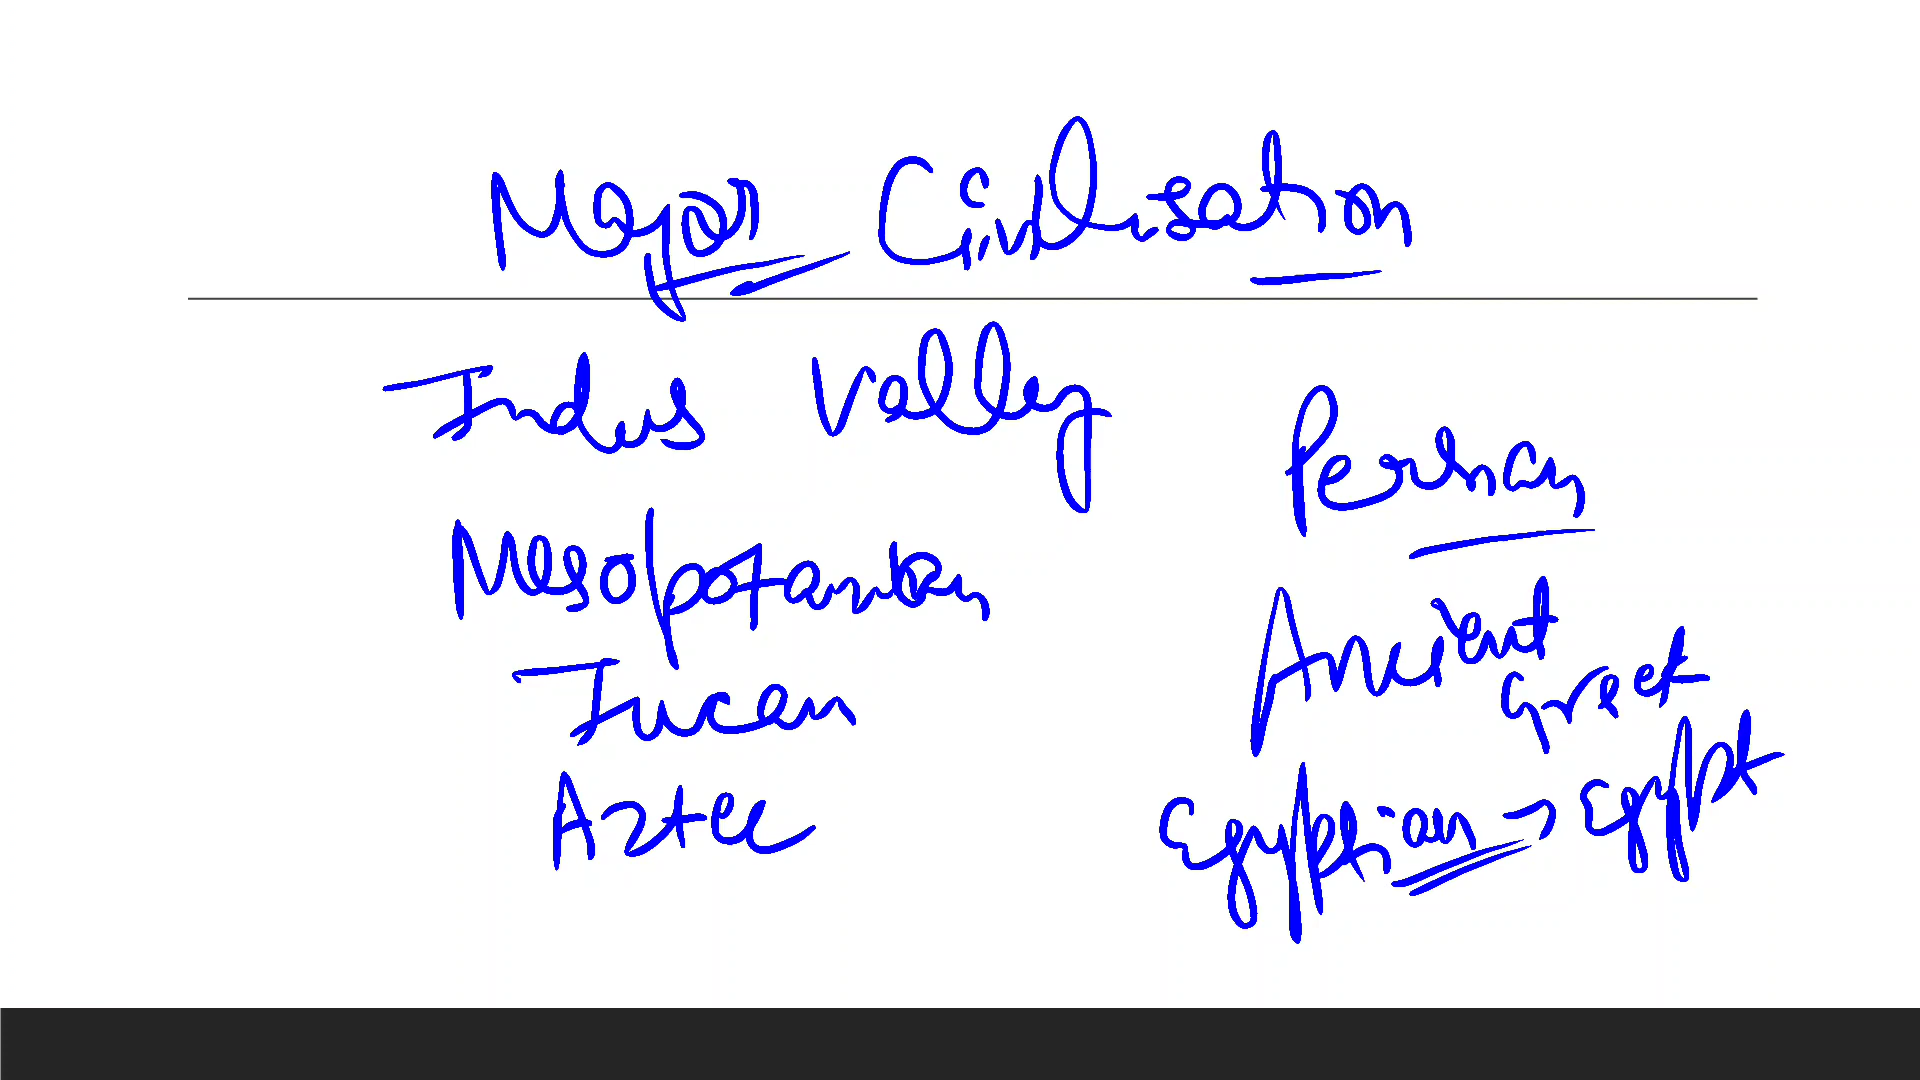 Major Civilisation
Indus Valley
Mesopotamian
Incan
Aztec
Persian
Ancient
Greek
Egyptian → Egypt